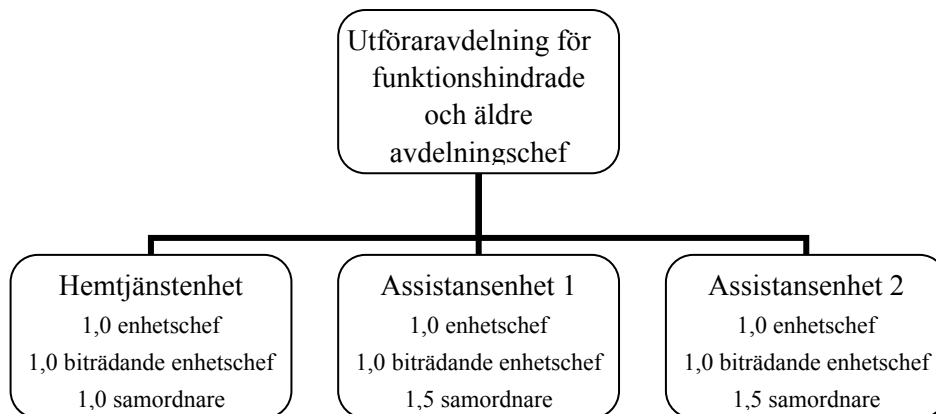 Utföraravdelning för
funktionshindrade
och äldre
avdelningschef
Hemtjänstenhet
1,0 enhetschef
1,0 biträdande enhetschef
1,0 samordnare
Assistansenhet 1
1,0 enhetschef
1,0 biträdande enhetschef
1,5 samordnare
Assistansenhet 2
1,0 enhetschef
1,0 biträdande enhetschef
1,5 samordnare